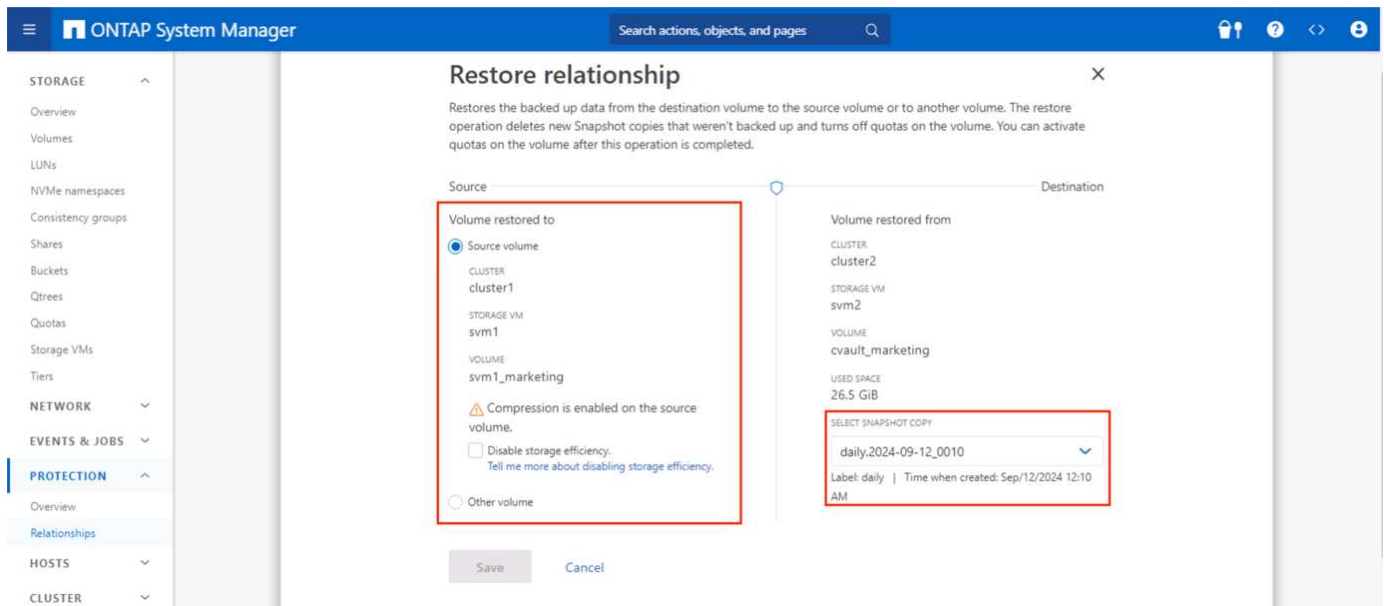 ONTAP System Manager
Search actions, objects, and pages
STORAGE
Overview
Volumes
LUNs
NVMe namespaces
Consistency groups
Shares
Buckets
Qtrees
Quotas
Storage VMs
Tiers
NETWORK
EVENTS & JOBS
PROTECTION
Overview
Relationships
HOSTS
CLUSTER
Restore relationship
Restores the backed up data from the destination volume to the source volume or to another volume. The restore
operation deletes new Snapshot copies that weren't backed up and turns off quotas on the volume. You can activate
quotas on the volume after this operation is completed.
Source
Destination
Volume restored to
Source volume
CLUSTER
cluster1
STORAGE VM
svm1
VOLUME
svm1_marketing
Compression is enabled on the source
volume.
Disable storage efficiency.
Tell me more about disabling storage efficiency.
Other volume
Volume restored from
CLUSTER
cluster2
STORAGE VM
svm2
VOLUME
cvault_marketing
USED SPACE
26.5 GiB
SELECT SNAPSHOT COPY
daily.2024-09-12_0010
Label: daily | Time when created: Sep/12/2024 12:10
AM
Save
Cancel